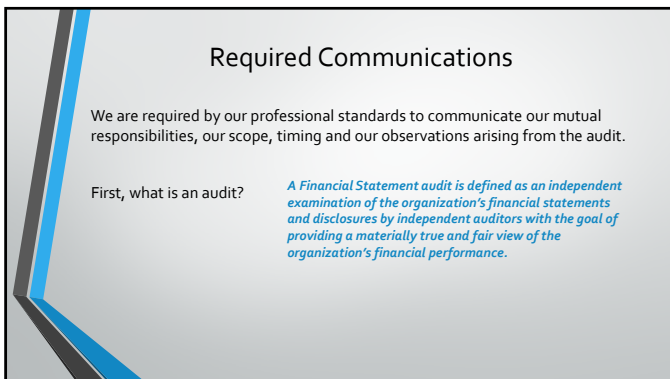 Required Communications
We are required by our professional standards to communicate our mutual
responsibilities, our scope, timing and our observations arising from the audit.
First, what is an audit?
A Financial Statement audit is defined as an independent
examination of the organization's financial statements
and disclosures by independent auditors with the goal of
providing a materially true and fair view of the
organization's financial performance.